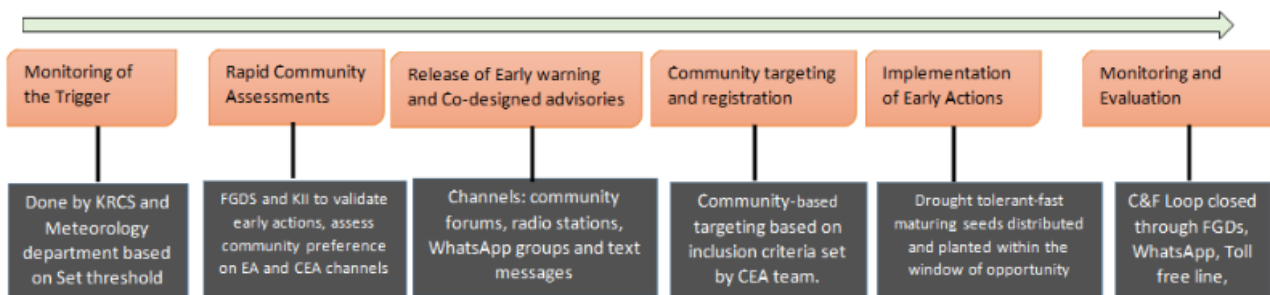 Monitoring of
the Trigger
Rapid Community
Assessments
Release of Early warning
and Co-designed advisories
Community targeting
and registration
Implementation
of Early Actions
Monitoring and
Evaluation
Done by KRCS and
Meteorology
department based
on Set threshold
FGDS and KII to validate
early actions, assess
community preference
on EA and CEA channels
Channels: community
forums, radio stations,
WhatsApp groups and text
messages
Community-based
targeting based on
inclusion criteria set
by CEA team.
Drought tolerant-fast
maturing seeds distributed
and planted within the
window of opportunity
C&F Loop closed
through FGDs,
WhatsApp, Toll
free line,